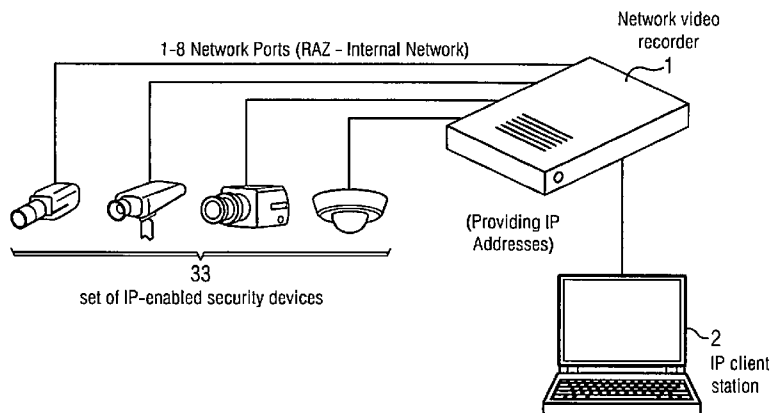 Network video
recorder
1
1-8 Network Ports (RAZ - Internal Network)
(Providing IP
Addresses)
33
set of IP-enabled security devices
2
IP client
station